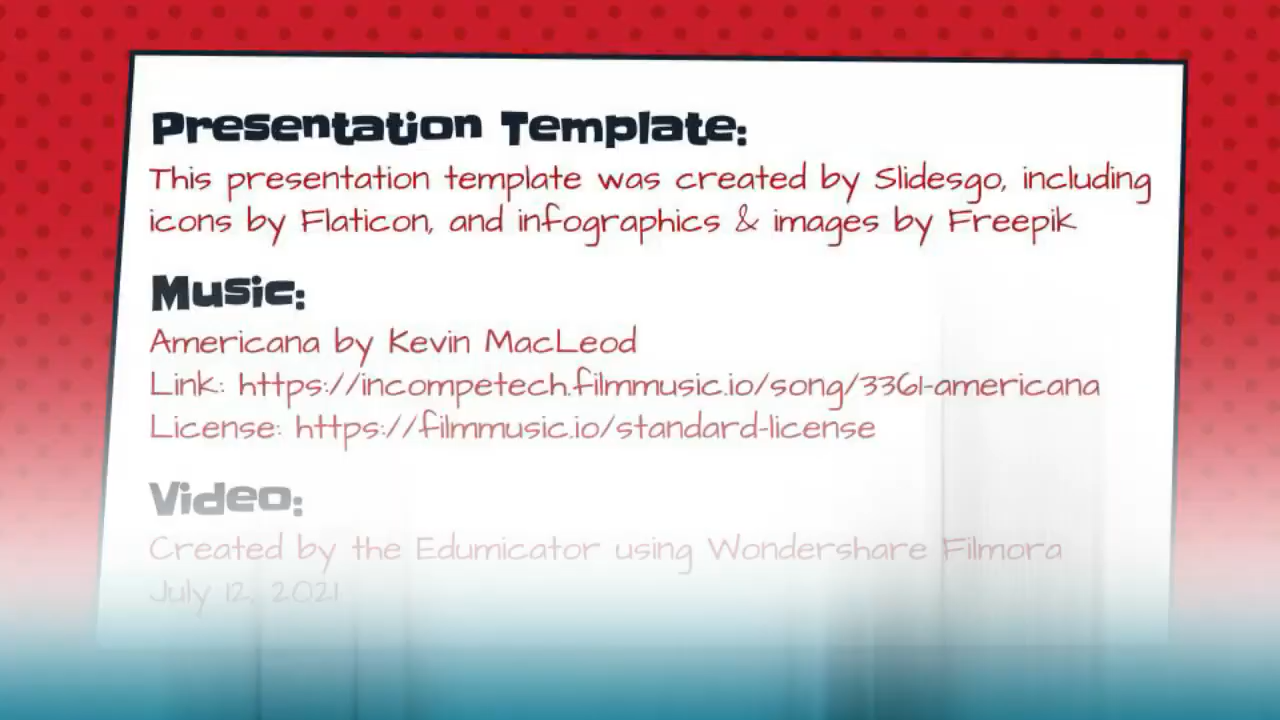 Presentation Template:
This presentation template was created by Slidesgo, including
icons by Flaticon, and infographics & images by Freepik
Music:
Americana by Kevin MacLeod
Link: https://incompetech.filmmusic.io/song/3361-americana
License: https://filmmusic.io/standard-license
Video:
Created by the Edumicator using Wondershare Filmora
July 12, 2021